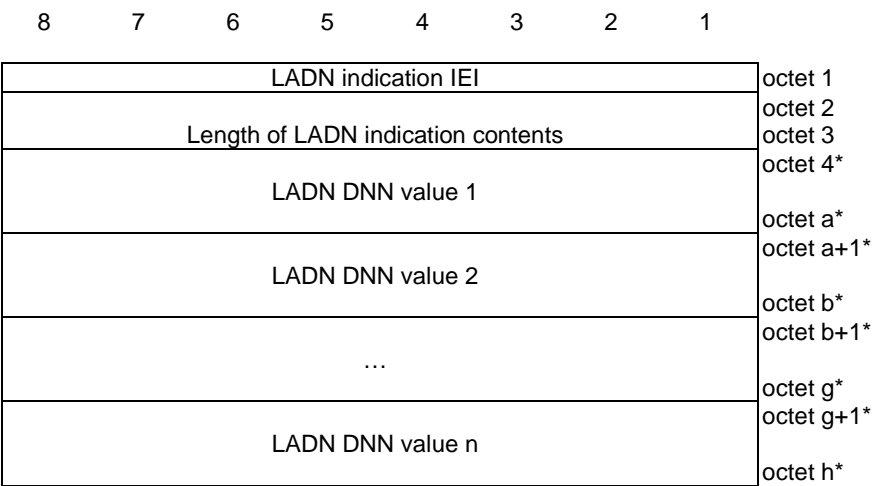 8 7 6 5 4 3 2 1
LADN indication IEI octet 1
octet 2
Length of LADN indication contents octet 3
octet 4*
LADN DNN value 1
octet a*
octet a+1*
LADN DNN value 2
octet b*
octet b+1*
…
octet g*
octet g+1*
LADN DNN value n
octet h*